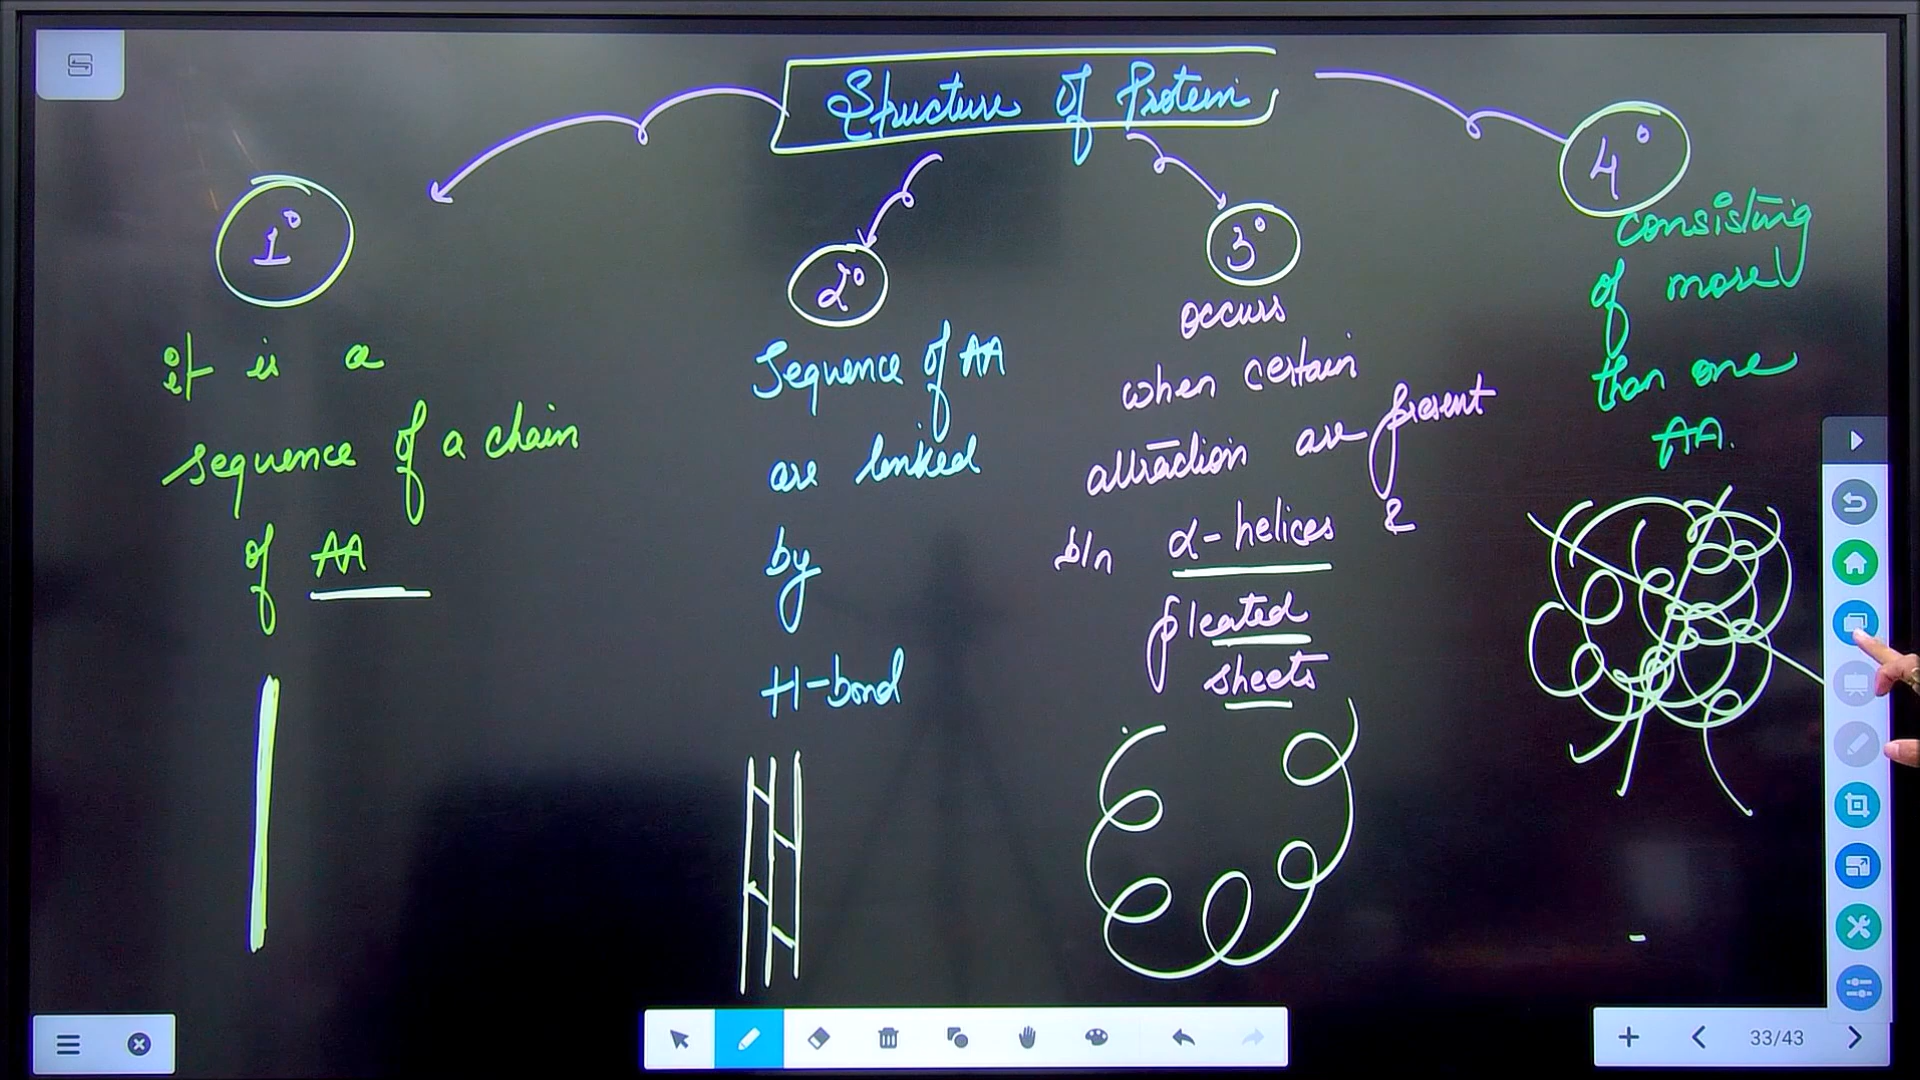 Structure of Protein
1°
it is a
sequence of a chain
of AA
2°
Sequence of AA
are linked
by
H-bond
3°
occurs
when certain
attraction are present
b/n α-helices &
pleated
sheets
4°
consisting
of more
than one
AA.
33/43